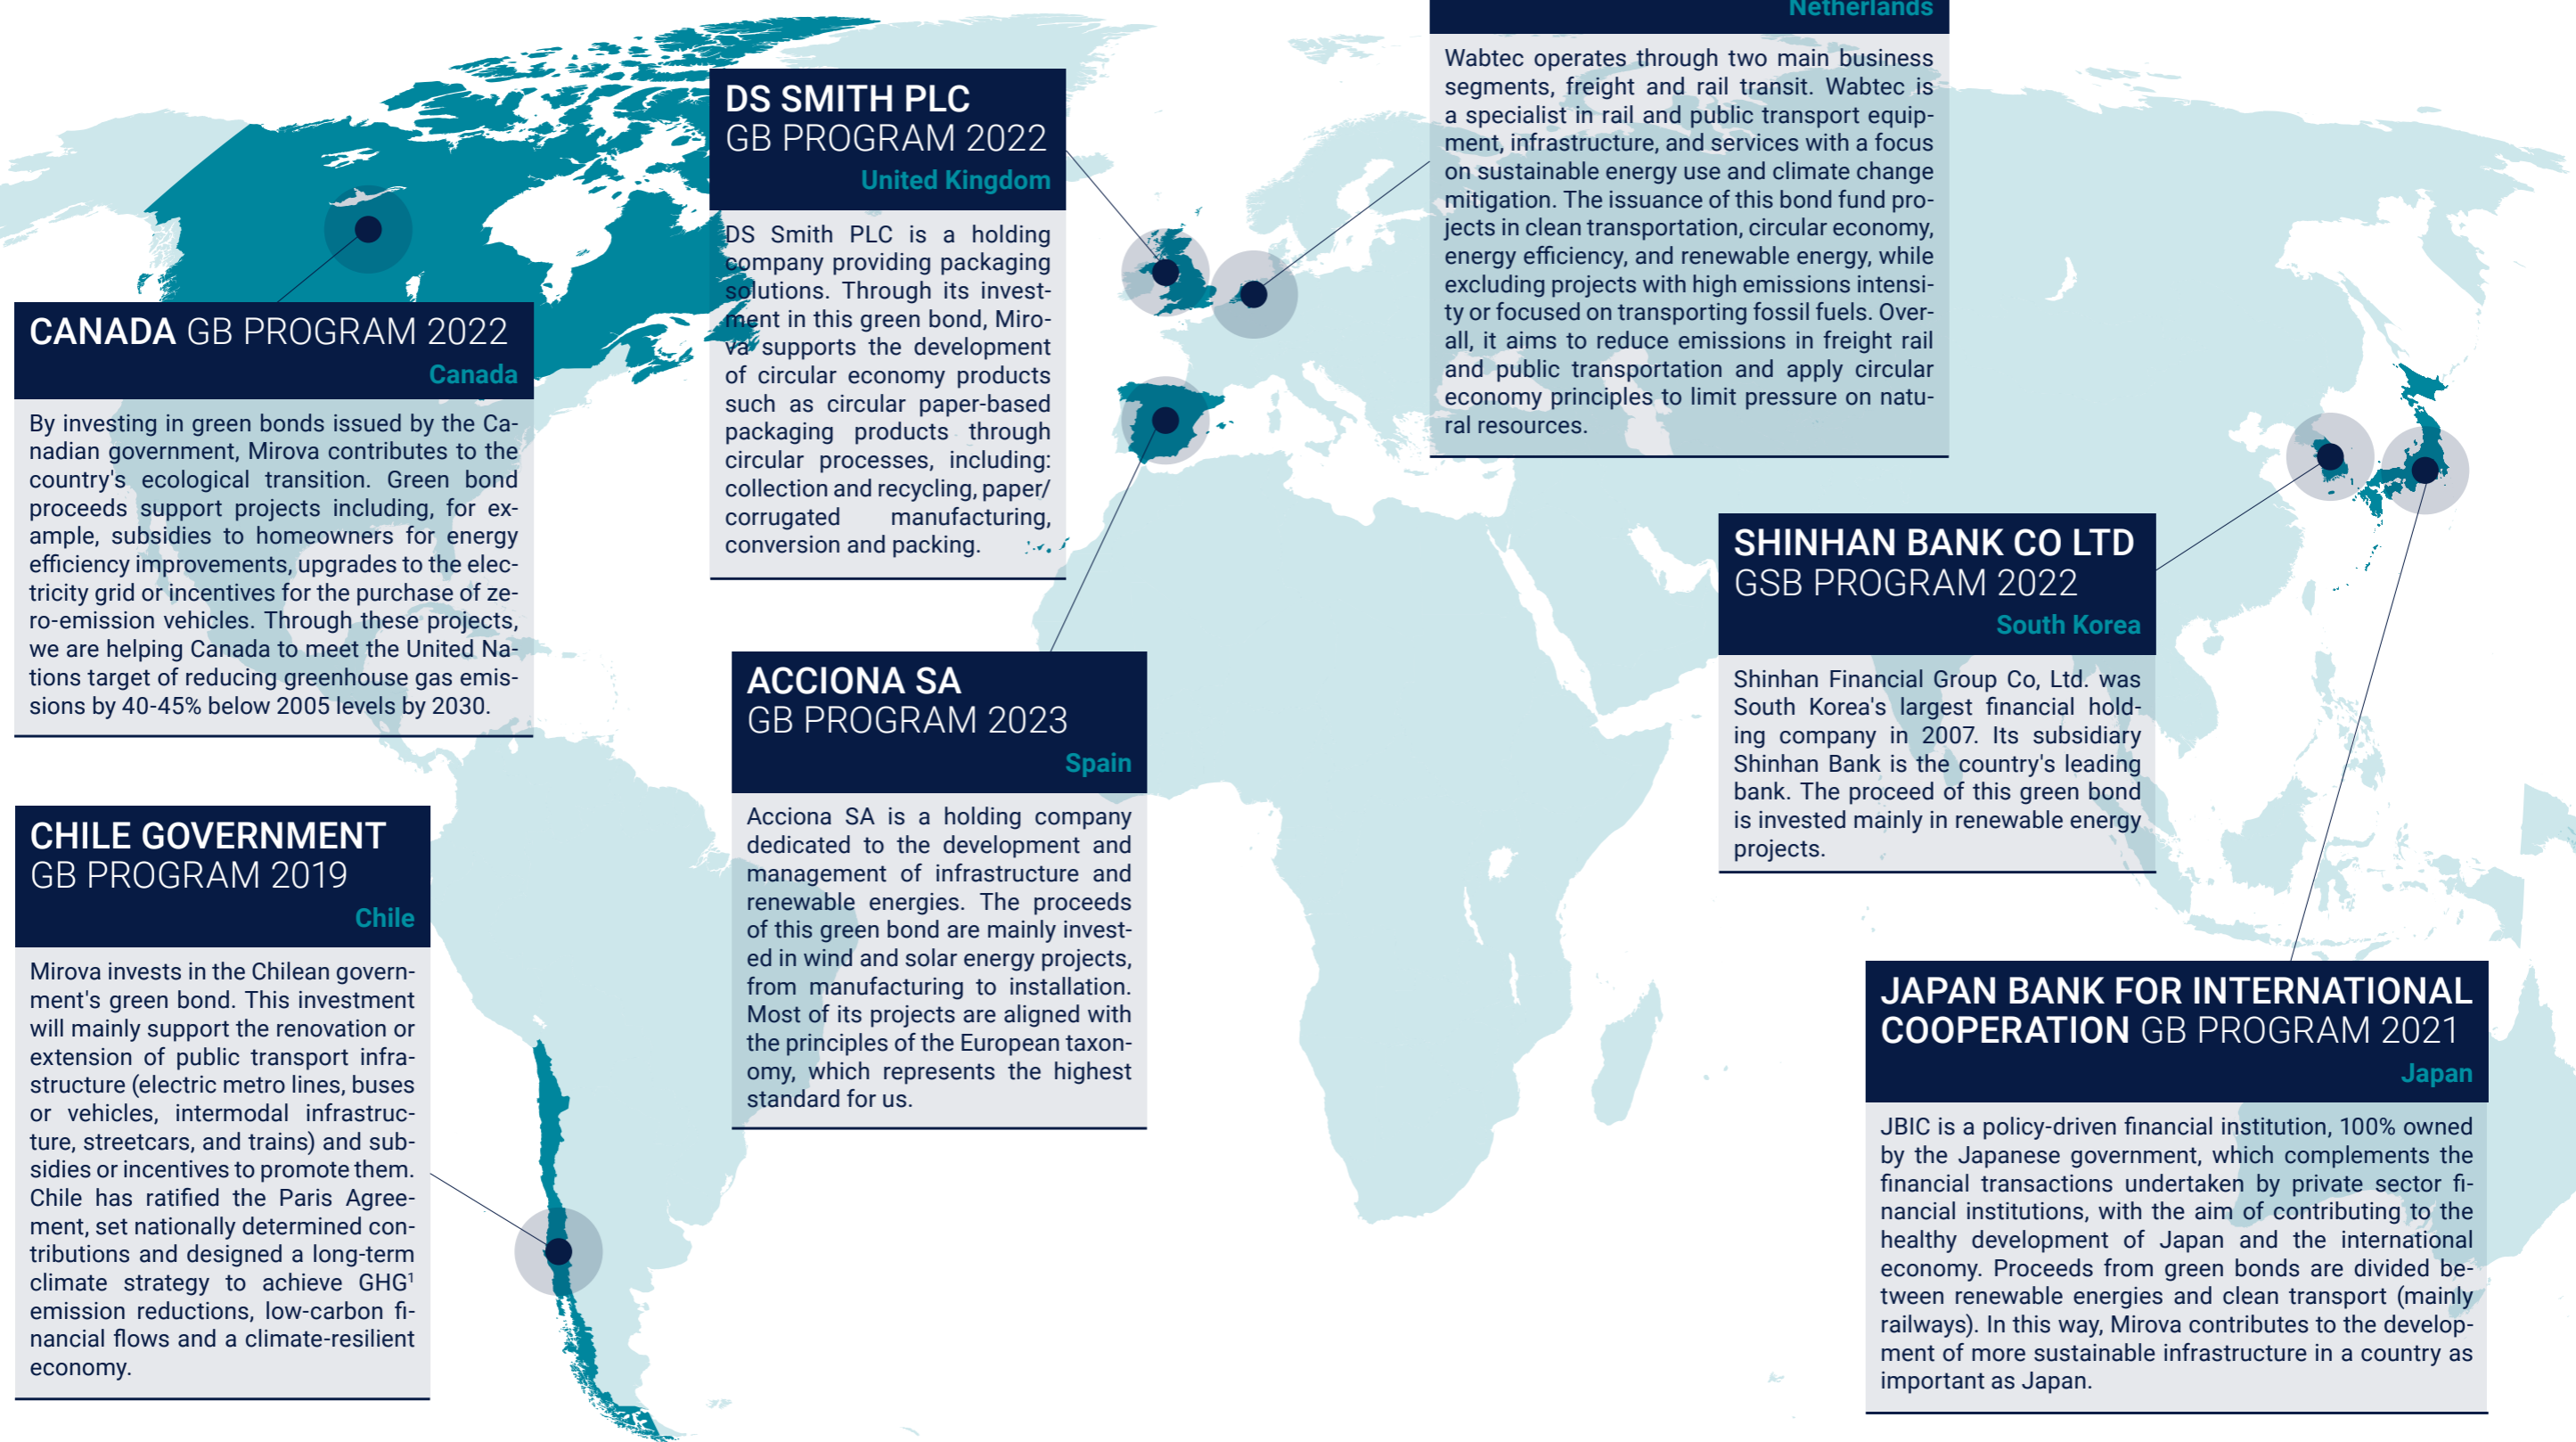 Netherlands
Wabtec operates through two main business
segments, freight and rail transit. Wabtec is
a specialist in rail and public transport equip-
ment, infrastructure, and services with a focus
on sustainable energy use and climate change
mitigation. The issuance of this bond fund pro-
jects in clean transportation, circular economy,
energy efficiency, and renewable energy, while
excluding projects with high emissions intensi-
ty or focused on transporting fossil fuels. Over-
all, it aims to reduce emissions in freight rail
and public transportation and apply circular
economy principles to limit pressure on natu-
ral resources.
DS SMITH PLC
GB PROGRAM 2022
United Kingdom
DS Smith PLC is a holding
company providing packaging
solutions. Through its invest-
ment in this green bond, Miro-
va supports the development
of circular economy products
such as circular paper-based
packaging products through
circular processes, including:
collection and recycling, paper/
corrugated manufacturing,
conversion and packing.
CANADA GB PROGRAM 2022
Canada
By investing in green bonds issued by the Ca-
nadian government, Mirova contributes to the
country's ecological transition. Green bond
proceeds support projects including, for ex-
ample, subsidies to homeowners for energy
efficiency improvements, upgrades to the elec-
tricity grid or incentives for the purchase of ze-
ro-emission vehicles. Through these projects,
we are helping Canada to meet the United Na-
tions target of reducing greenhouse gas emis-
sions by 40-45% below 2005 levels by 2030.
SHINHAN BANK CO LTD
GSB PROGRAM 2022
South Korea
Shinhan Financial Group Co, Ltd. was
South Korea's largest financial hold-
ing company in 2007. Its subsidiary
Shinhan Bank is the country's leading
bank. The proceed of this green bond
is invested mainly in renewable energy
projects.
ACCIONA SA
GB PROGRAM 2023
Spain
Acciona SA is a holding company
dedicated to the development and
management of infrastructure and
renewable energies. The proceeds
of this green bond are mainly invest-
ed in wind and solar energy projects,
from manufacturing to installation.
Most of its projects are aligned with
the principles of the European taxon-
omy, which represents the highest
standard for us.
CHILE GOVERNMENT
GB PROGRAM 2019
Chile
Mirova invests in the Chilean govern-
ment's green bond. This investment
will mainly support the renovation or
extension of public transport infra-
structure (electric metro lines, buses
or vehicles, intermodal infrastruc-
ture, streetcars, and trains) and sub-
sidies or incentives to promote them.
Chile has ratified the Paris Agree-
ment, set nationally determined con-
tributions and designed a long-term
climate strategy to achieve GHG¹
emission reductions, low-carbon fi-
nancial flows and a climate-resilient
economy.
JAPAN BANK FOR INTERNATIONAL
COOPERATION GB PROGRAM 2021
Japan
JBIC is a policy-driven financial institution, 100% owned
by the Japanese government, which complements the
financial transactions undertaken by private sector fi-
nancial institutions, with the aim of contributing to the
healthy development of Japan and the international
economy. Proceeds from green bonds are divided be-
tween renewable energies and clean transport (mainly
railways). In this way, Mirova contributes to the develop-
ment of more sustainable infrastructure in a country as
important as Japan.